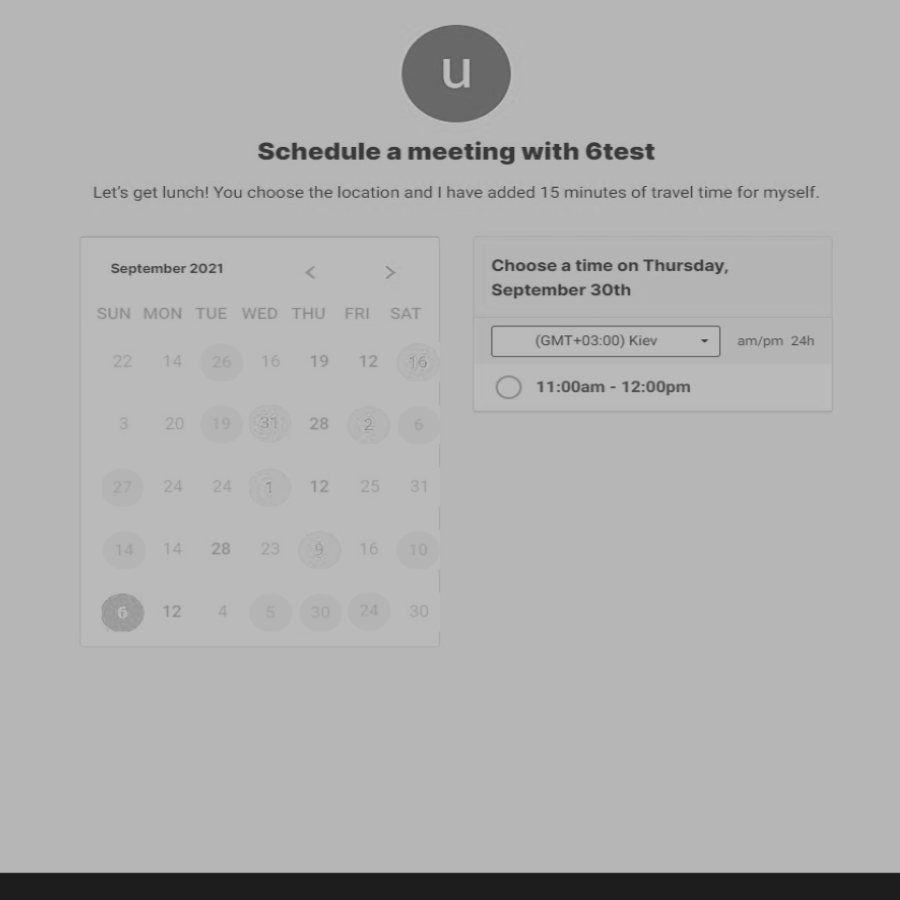 u
Schedule a meeting with 6test
Let's get lunch! You choose the location and I have added 15 minutes of travel time for myself.
September 2021 < >
SUN MON TUE WED THU FRI SAT
22 14 26 16 19 12 16
3 20 19 31 28 2 6
27 24 24 1 12 25 31
14 14 28 23 9 16 10
6 12 4 5 30 24 30
Choose a time on Thursday,
September 30th
(GMT+03:00) Kiev am/pm 24h
11:00am - 12:00pm